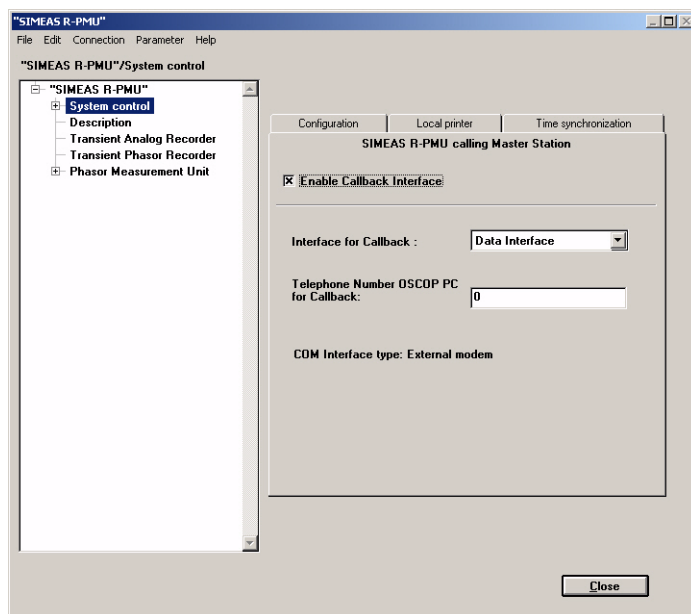 "SIMEAS R-PMU"
File Edit Connection Parameter Help
"SIMEAS R-PMU"/System control
"SIMEAS R-PMU"
System control
Description
Transient Analog Recorder
Transient Phasor Recorder
Phasor Measurement Unit
Configuration Local printer Time synchronization
SIMEAS R-PMU calling Master Station
Enable Callback Interface
Interface for Callback : Data Interface
Telephone Number OSCOP PC
for Callback: 0
COM Interface type: External modem
Close